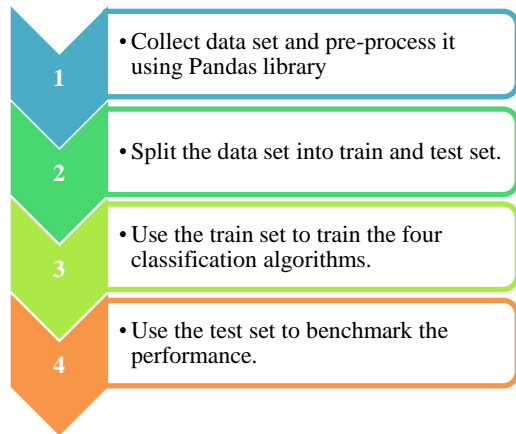 1
• Collect data set and pre-process it
using Pandas library
2
• Split the data set into train and test set.
3
• Use the train set to train the four
classification algorithms.
4
• Use the test set to benchmark the
performance.